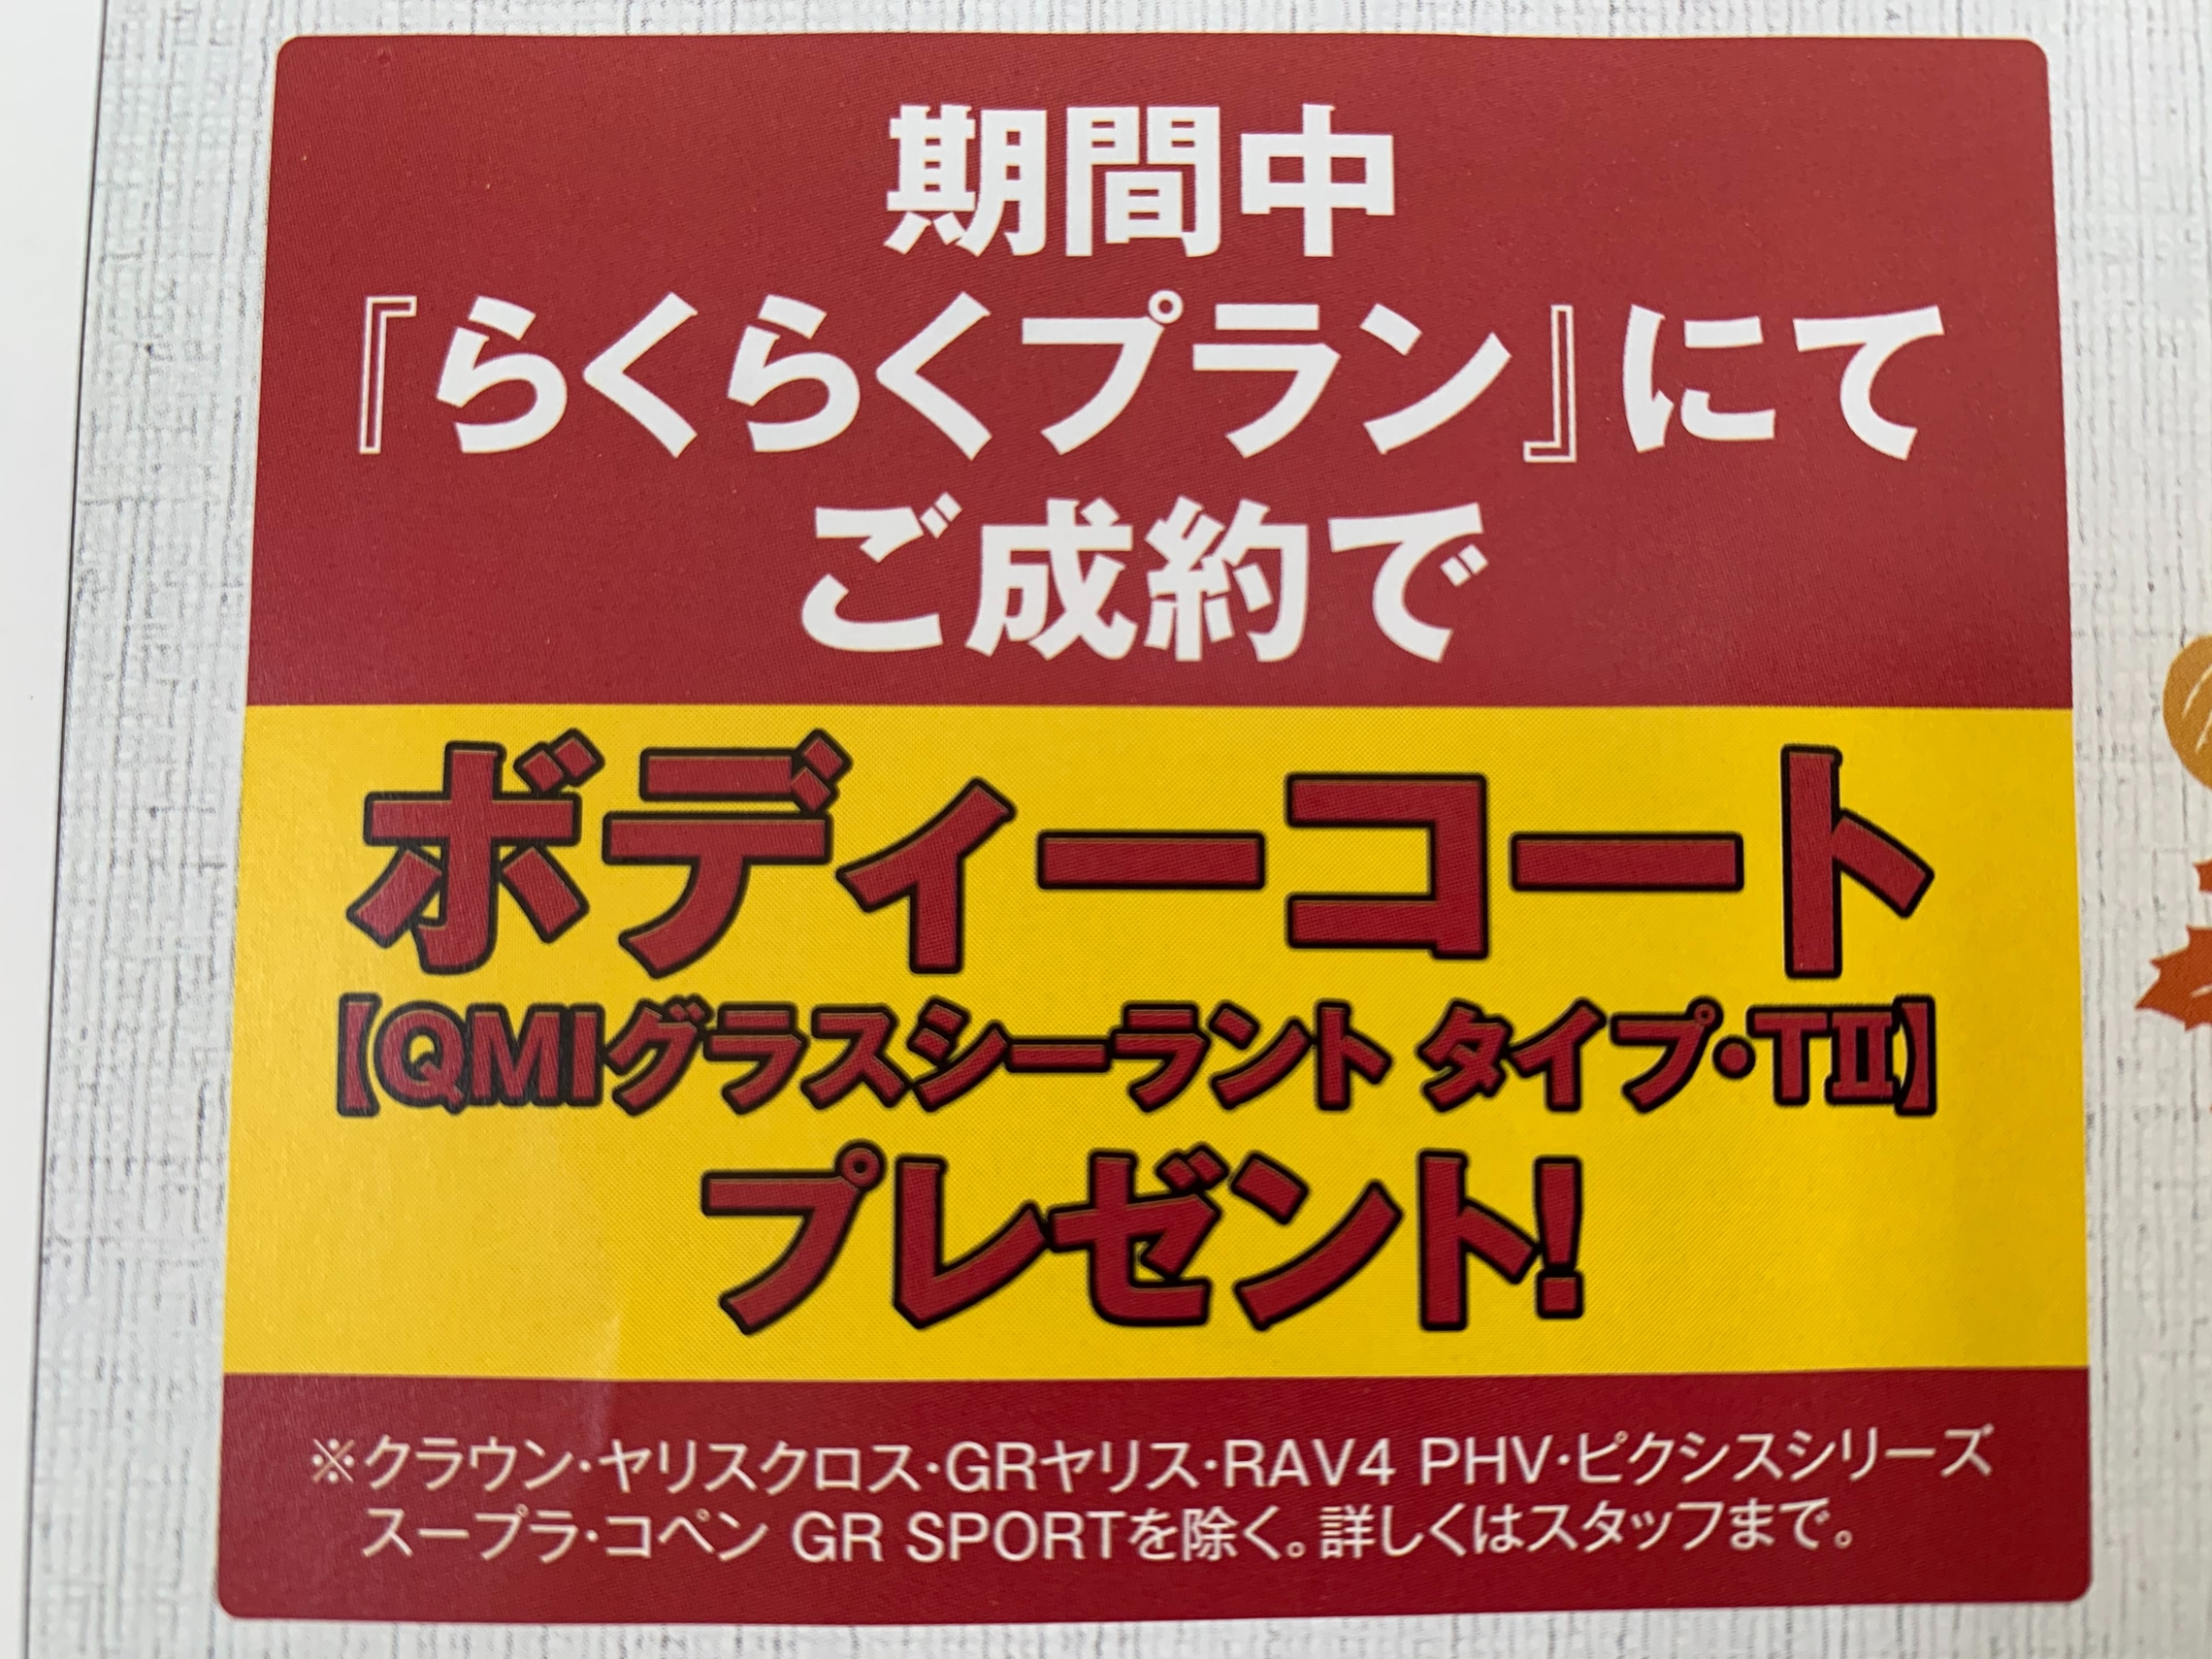 期間中
『らくらくプラン』にて
ご成約で
ボディーコート
【QMIグラスシーラント タイプ・TⅡ】
プレゼント!
※クラウン・ヤリスクロス・GRヤリス・RAV4 PHV・ピクシスシリーズ
スープラ・コペン GR SPORTを除く。詳しくはスタッフまで。